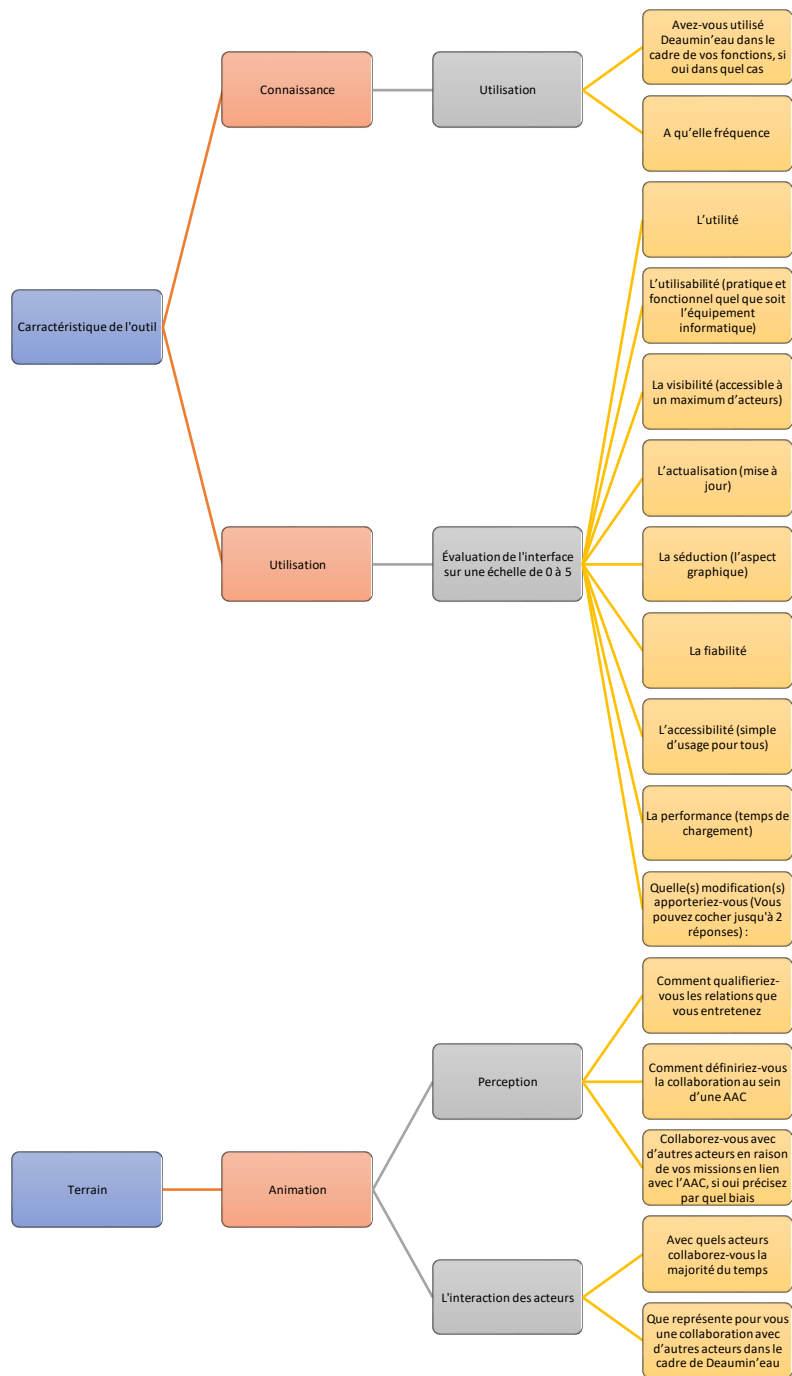 Avez-vous utilisé
Deaumin’eau dans le
cadre de vos fonctions, si
oui dans quel cas
Connaissance
Utilisation
A qu’elle fréquence
L’utilité
L’utilisabilité (pratique et
fonctionnel quel que soit
l’équipement
informatique)
Carractéristique de l'outil
La visibilité (accessible à
un maximum d’acteurs)
L’actualisation (mise à
jour)
Utilisation
Évaluation de l'interface
sur une échelle de 0 à 5
La séduction (l’aspect
graphique)
La fiabilité
L’accessibilité (simple
d’usage pour tous)
La performance (temps de
chargement)
Quelle(s) modification(s)
apporteriez-vous (Vous
pouvez cocher jusqu'à 2
réponses) :
Comment qualifieriez-
vous les relations que
vous entretenez
Perception
Comment définiriez-vous
la collaboration au sein
d’une AAC
Terrain
Animation
Collaborez-vous avec
d’autres acteurs en raison
de vos missions en lien
avec l’AAC, si oui précisez
par quel biais
Avec quels acteurs
collaborez-vous la
majorité du temps
L'interaction des acteurs
Que représente pour vous
une collaboration avec
d’autres acteurs dans le
cadre de Deaumin’eau